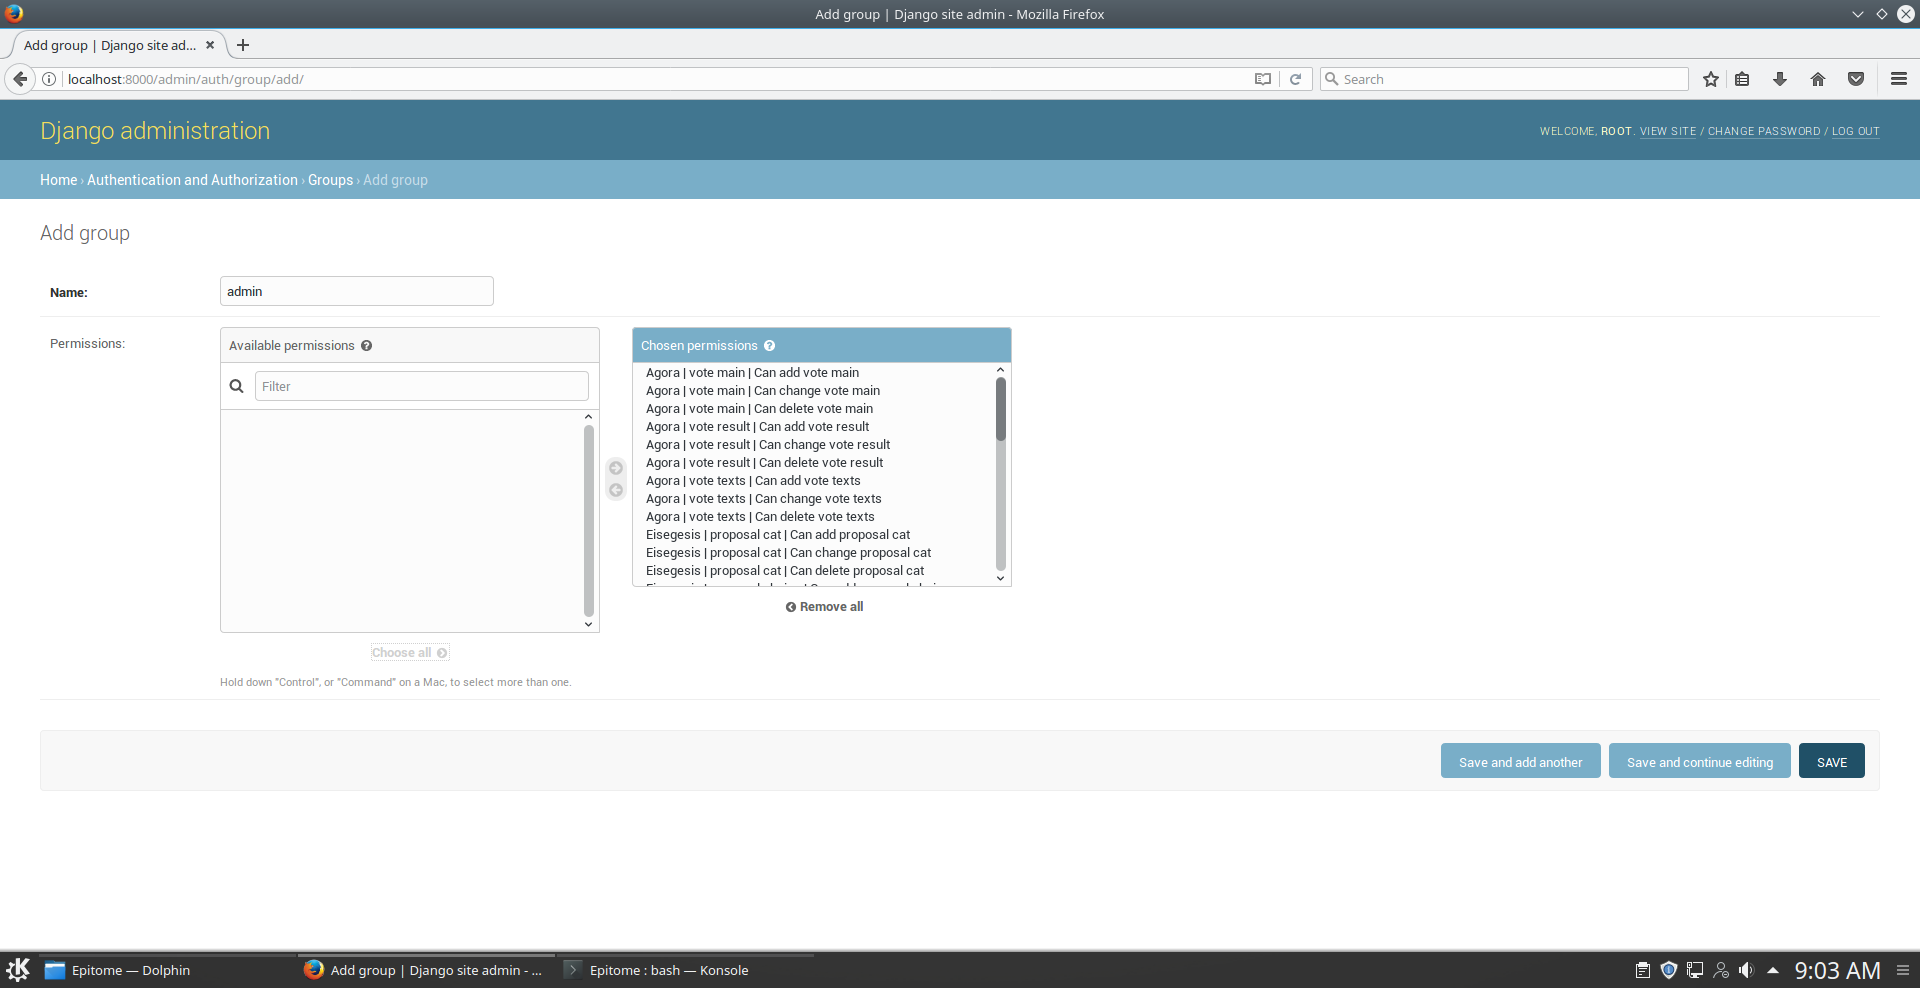 Add group | Django site admin - Mozilla Firefox
Add group | Django site ad...
localhost:8000/admin/auth/group/add/
Search
Django administration
WELCOME, ROOT. VIEW SITE / CHANGE PASSWORD / LOG OUT
Home › Authentication and Authorization › Groups › Add group
Add group
Name:
admin
Permissions:
Available permissions
Filter
Choose all
Hold down "Control", or "Command" on a Mac, to select more than one.
Chosen permissions
Agora | vote main | Can add vote main
Agora | vote main | Can change vote main
Agora | vote main | Can delete vote main
Agora | vote result | Can add vote result
Agora | vote result | Can change vote result
Agora | vote result | Can delete vote result
Agora | vote texts | Can add vote texts
Agora | vote texts | Can change vote texts
Agora | vote texts | Can delete vote texts
Eisegesis | proposal cat | Can add proposal cat
Eisegesis | proposal cat | Can change proposal cat
Eisegesis | proposal cat | Can delete proposal cat
Remove all
Save and add another
Save and continue editing
SAVE
Epitome — Dolphin
Add group | Django site admin - ...
Epitome : bash — Konsole
9:03 AM